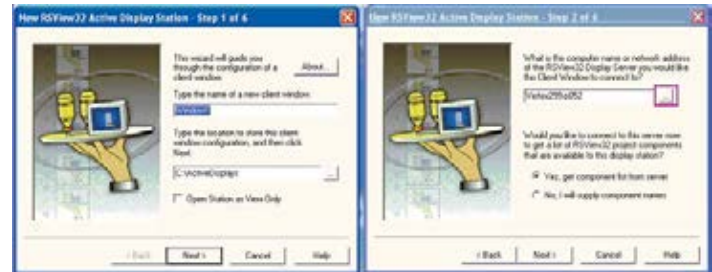 New RSView32 Active Display Station - Step 1 of 6
This wizard will guide you
through the configuration of a
client window.
About...
Type the name of a new client window.
Window1
Type the location to store this client
window configuration, and then click
Next.
C:\ActiveDisplays
...
Open Station as View Only
< Back
Next >
Cancel
Help
New RSView32 Active Display Station - Step 2 of 6
What is the computer name or network address
of the RSView32 Display Server you would like
the Client Window to connect to?
...
Would you like to connect to this server now
to get a list of RSView32 project components
that are available to this display station?
Yes, get component list from server
No, I will supply component names
< Back
Next >
Cancel
Help